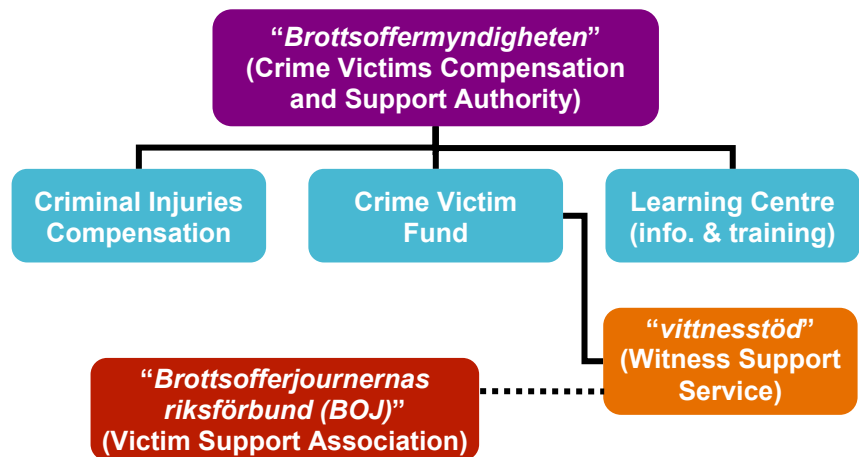 “Brottsoffermyndigheten”
(Crime Victims Compensation
and Support Authority)
Criminal Injuries
Compensation
Crime Victim
Fund
Learning Centre
(info. & training)
“vittnesstöd”
(Witness Support
Service)
“Brottsofferjournernas
riksförbund (BOJ)”
(Victim Support Association)